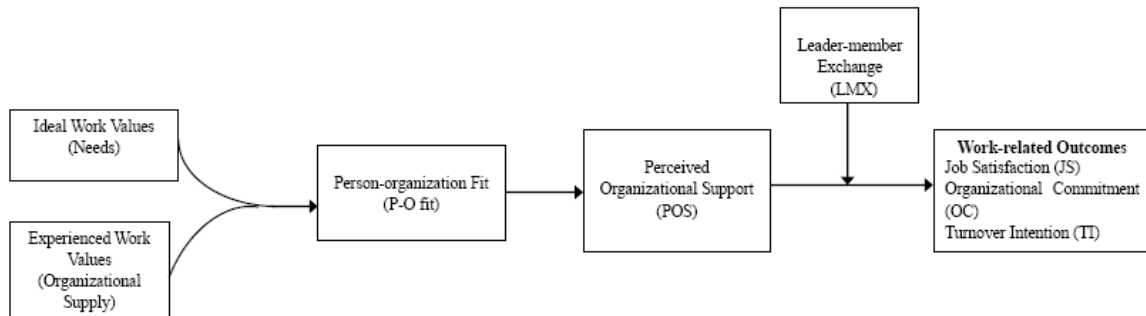 Ideal Work Values
(Needs)
Experienced Work
Values
(Organizational
Supply)
Person-organization Fit
(P-O fit)
Perceived
Organizational Support
(POS)
Leader-member
Exchange
(LMX)
Work-related Outcomes
Job Satisfaction (JS)
Organizational Commitment
(OC)
Turnover Intention (TI)